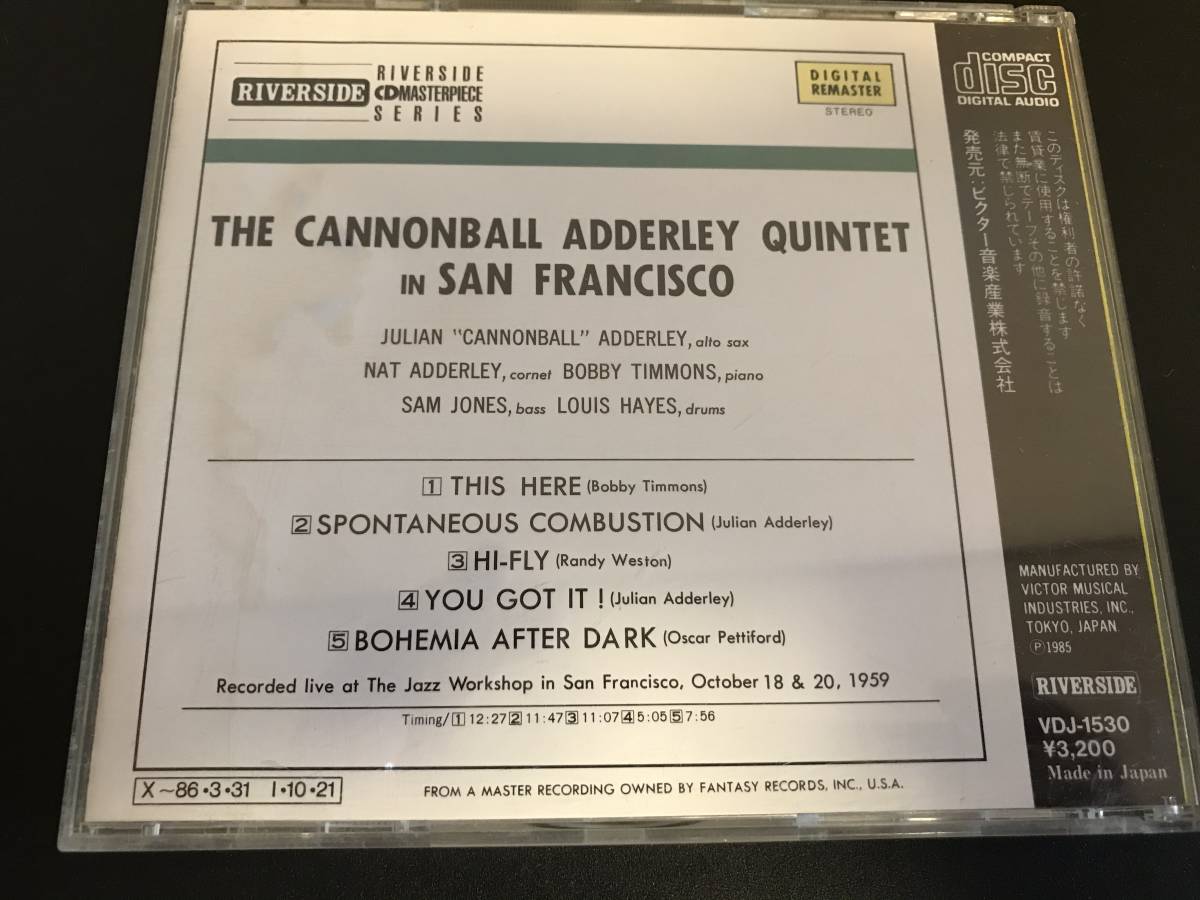 RIVERSIDE
RIVERSIDE
CDMASTERPIECE
SERIES
DIGITAL
REMASTER
STEREO
THE CANNONBALL ADDERLEY QUINTET
IN SAN FRANCISCO
JULIAN "CANNONBALL" ADDERLEY, alto sax
NAT ADDERLEY, cornet BOBBY TIMMONS, piano
SAM JONES, bass LOUIS HAYES, drums
1 THIS HERE (Bobby Timmons)
2 SPONTANEOUS COMBUSTION (Julian Adderley)
3 HI-FLY (Randy Weston)
4 YOU GOT IT! (Julian Adderley)
5 BOHEMIA AFTER DARK (Oscar Pettiford)
Recorded live at The Jazz Workshop in San Francisco, October 18 & 20, 1959
Timing/1 12:27 2 11:47 3 11:07 4 5:05 5 7:56
X~86・3・31 I・10・21
FROM A MASTER RECORDING OWNED BY FANTASY RECORDS, INC., U.S.A.
COMPACT
disc
DIGITAL AUDIO
このディスクは権利者の許諾なく
賃貸業に使用することを禁じます
また無断でテープその他に録音することは
法律で禁じられています
発売元:ビクター音楽産業株式会社
MANUFACTURED BY
VICTOR MUSICAL
INDUSTRIES, INC.,
TOKYO, JAPAN.
Ⓟ1985
RIVERSIDE
VDJ-1530
¥3,200
Made in Japan